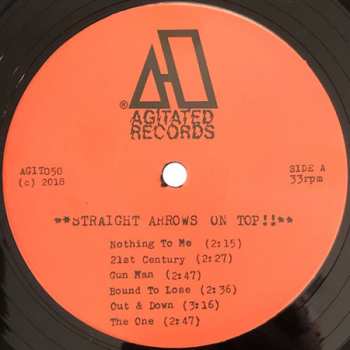 ®
AGITATED
RECORDS
AGIT050
(c) 2018
SIDE A
33rpm
**STRAIGHT ARROWS ON TOP!!**
Nothing To Me (2:15)
21st Century (2:27)
Gun Man (2:47)
Bound To Lose (2:36)
Out & Down (3:16)
The One (2:47)